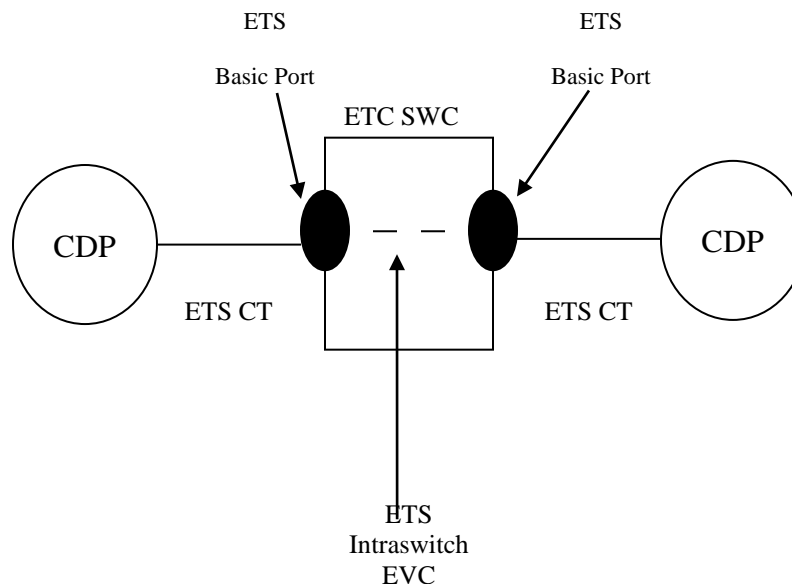 ETS
Basic Port
ETS
Basic Port
ETC SWC
CDP
CDP
ETS CT
ETS CT
ETS
Intraswitch
EVC